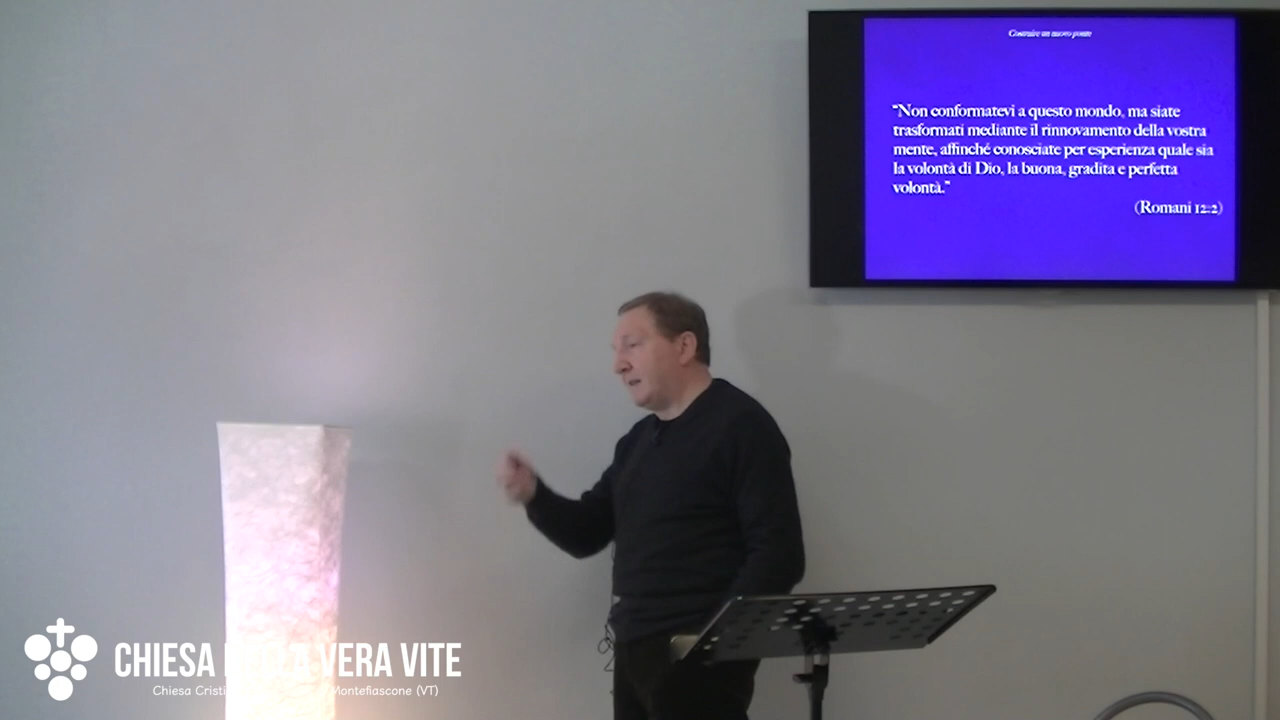 Costruire un nuovo ponte
“Non conformatevi a questo mondo, ma siate
trasformati mediante il rinnovamento della vostra
mente, affinché conosciate per esperienza quale sia
la volontà di Dio, la buona, gradita e perfetta
volontà.”
(Romani 12:2)
CHIESA DELLA VERA VITE
Chiesa Montefiascone (VT)